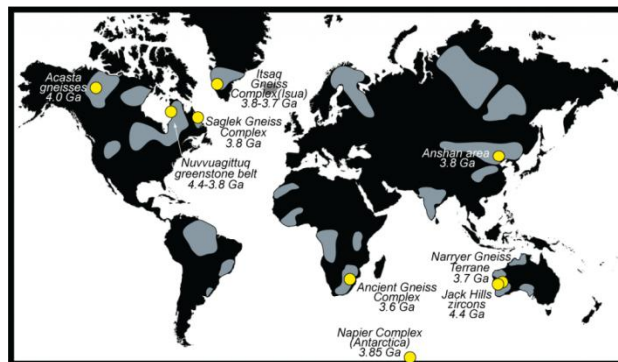 Acasta
gneisses
4.0 Ga
Itsaq
Gneiss
Complex(Isua)
3.8-3.7 Ga
Saglek Gneiss
Complex
3.8 Ga
Nuvvuagittuq
greenstone belt
4.4-3.8 Ga
Anshan area
3.8 Ga
Narryer Gneiss
Terrane
3.7 Ga
Jack Hills
zircons
4.4 Ga
Ancient Gneiss
Complex
3.6 Ga
Napier Complex
(Antarctica)
3.85 Ga